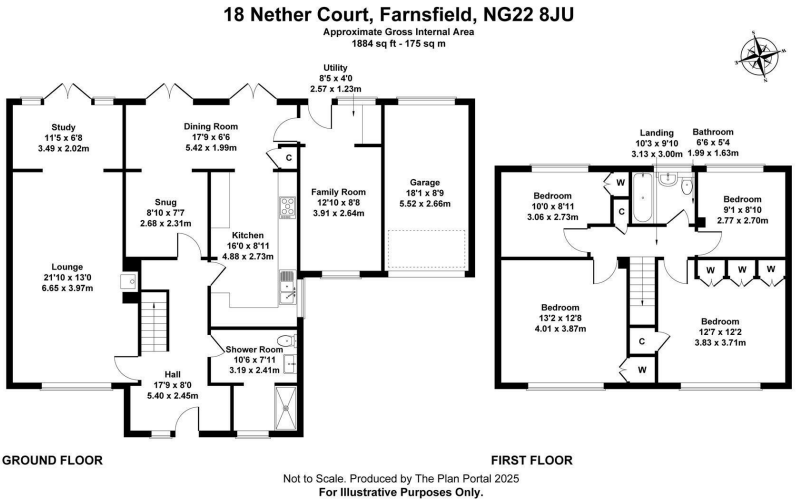 18 Nether Court, Farnsfield, NG22 8JU
Approximate Gross Internal Area
1884 sq ft - 175 sq m
Utility
8'5 x 4'0
2.57 x 1.23m
Study
11'5 x 6'8
3.49 x 2.02m
Dining Room
17'9 x 6'6
5.42 x 1.99m
C
Snug
8'10 x 7'7
2.68 x 2.31m
Family Room
12'10 x 8'8
3.91 x 2.64m
Garage
18'1 x 8'9
5.52 x 2.66m
Kitchen
16'0 x 8'11
4.88 x 2.73m
Lounge
21'10 x 13'0
6.65 x 3.97m
Shower Room
10'6 x 7'11
3.19 x 2.41m
Hall
17'9 x 8'0
5.40 x 2.45m
GROUND FLOOR
N
E
S
W
Landing
10'3 x 9'10
3.13 x 3.00m
Bathroom
6'6 x 5'4
1.99 x 1.63m
Bedroom
10'0 x 8'11
3.06 x 2.73m
W
C
Bedroom
9'1 x 8'10
2.77 x 2.70m
W
W
W
Bedroom
13'2 x 12'8
4.01 x 3.87m
Bedroom
12'7 x 12'2
3.83 x 3.71m
C
W
FIRST FLOOR
Not to Scale. Produced by The Plan Portal 2025
For Illustrative Purposes Only.